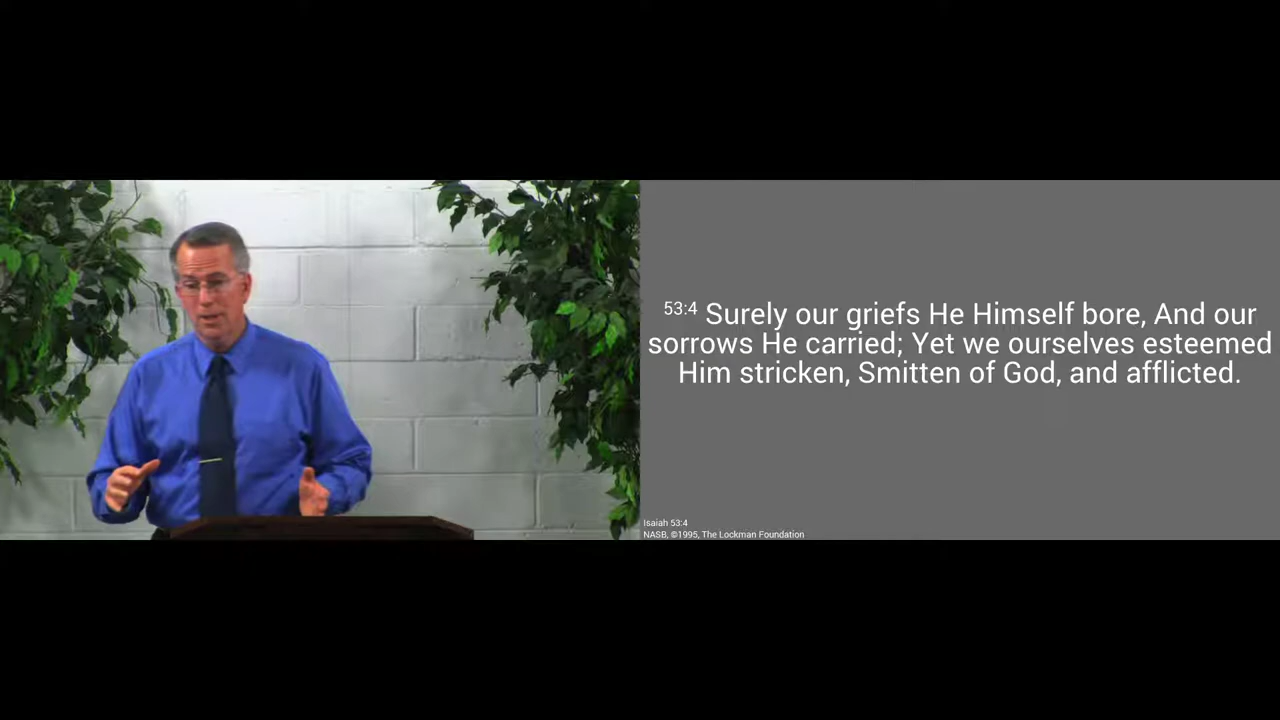 53:4 Surely our griefs He Himself bore, And our
sorrows He carried; Yet we ourselves esteemed
Him stricken, Smitten of God, and afflicted.
Isaiah 53:4
NASB, ©1995, The Lockman Foundation